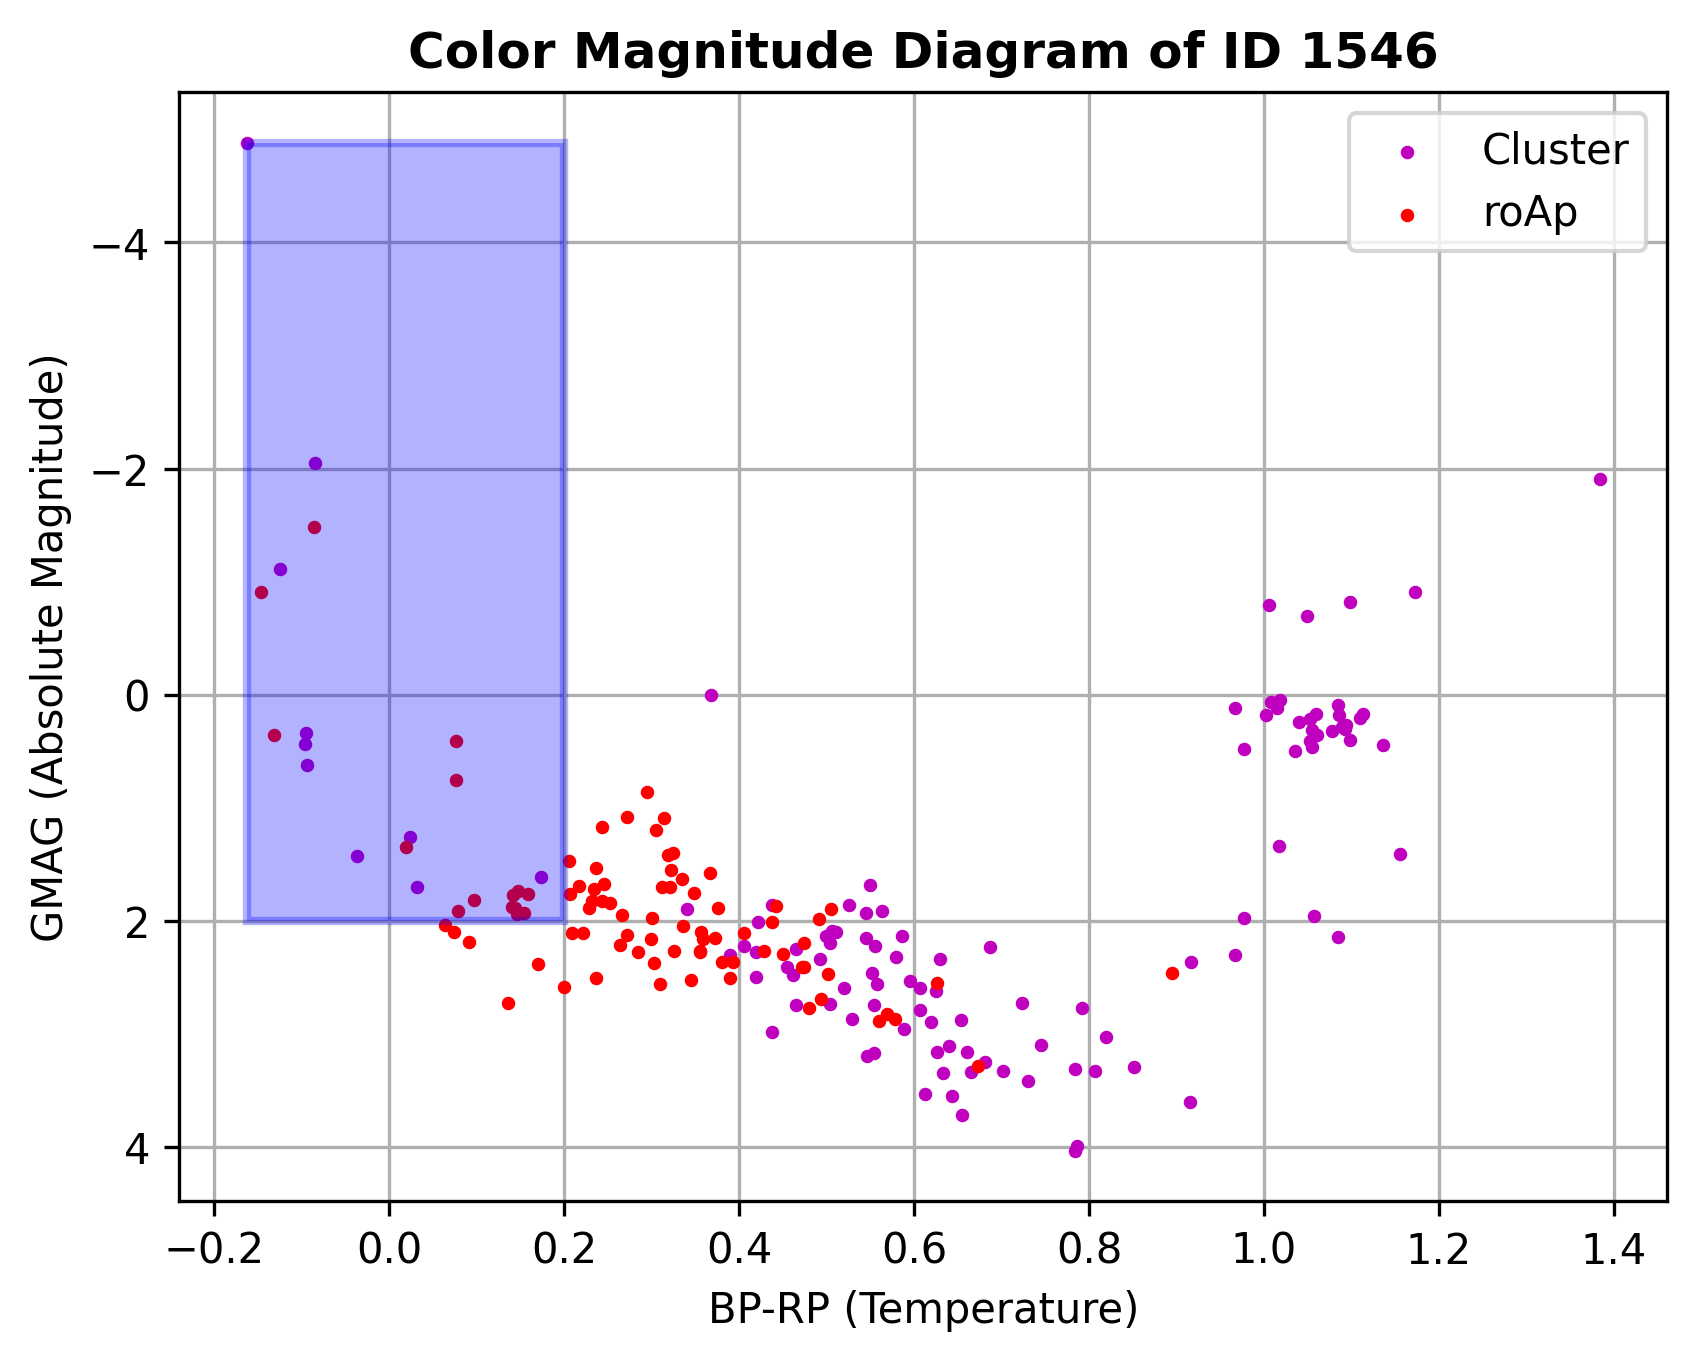 Color Magnitude Diagram of ID 1546
Cluster
roAp
GMAG (Absolute Magnitude)
−4
−2
0
2
4
−0.2 0.0 0.2 0.4 0.6 0.8 1.0 1.2 1.4
BP-RP (Temperature)